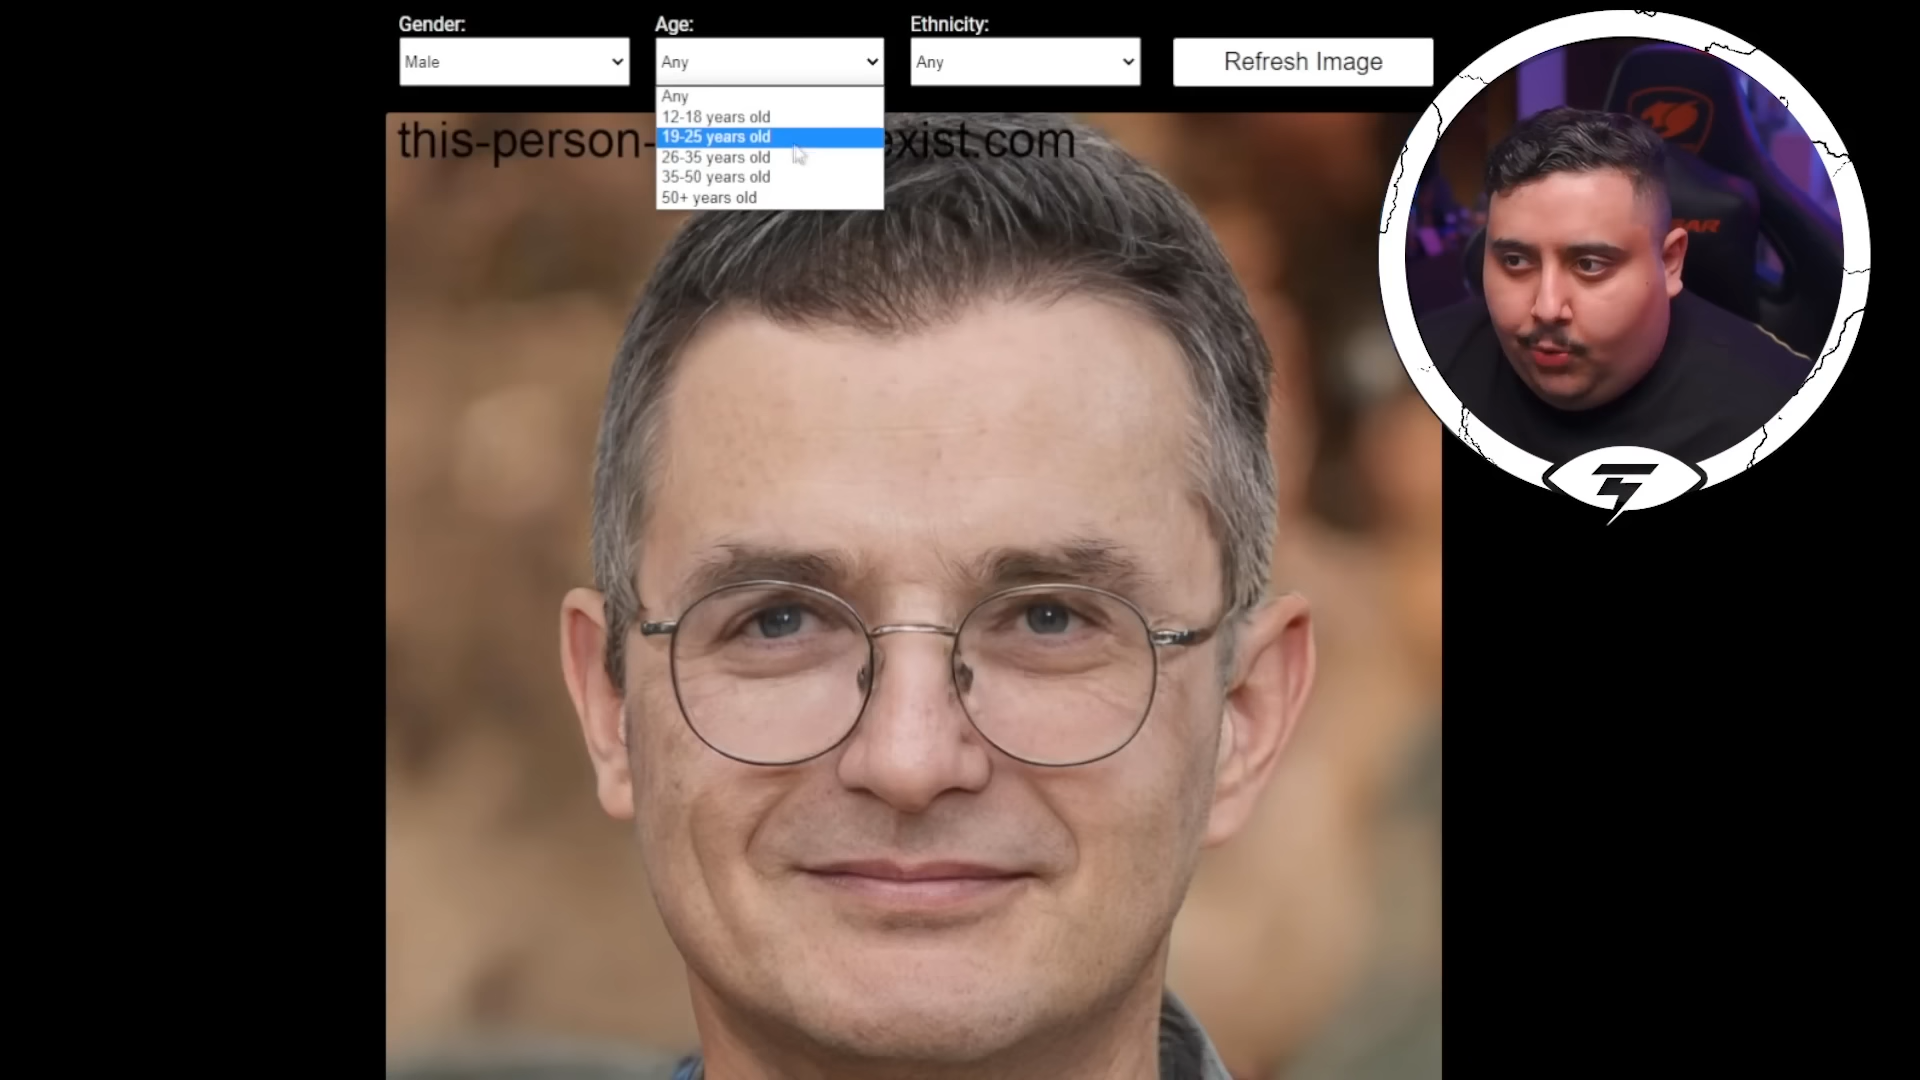 Gender:
Age:
Ethnicity:
Male
Any
Any
Refresh Image
Any
12-18 years old
19-25 years old
26-35 years old
35-50 years old
50+ years old
this-person-
exist.com